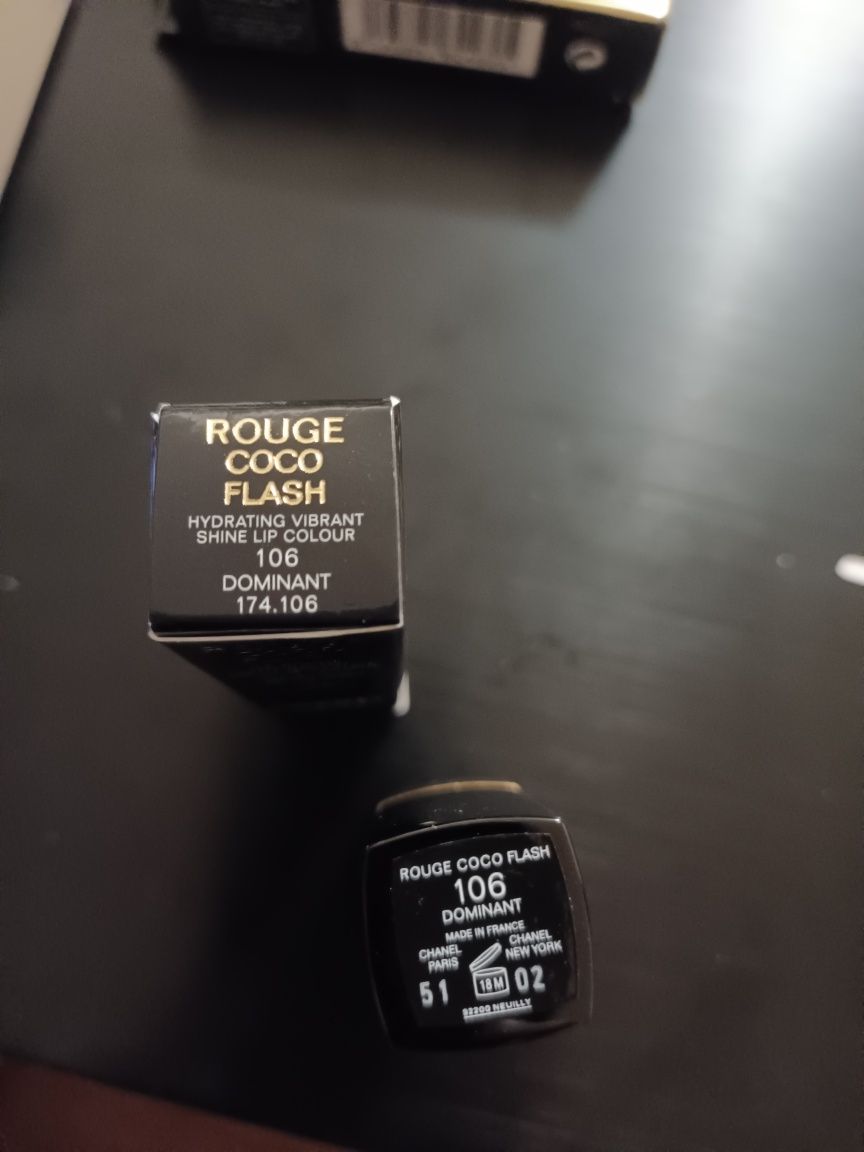 ROUGE
COCO
FLASH
HYDRATING VIBRANT
SHINE LIP COLOUR
106
DOMINANT
174.106
ROUGE COCO FLASH
106
DOMINANT
MADE IN FRANCE
CHANEL CHANEL
PARIS NEW YORK
51 18M 02
92200 NEUILLY